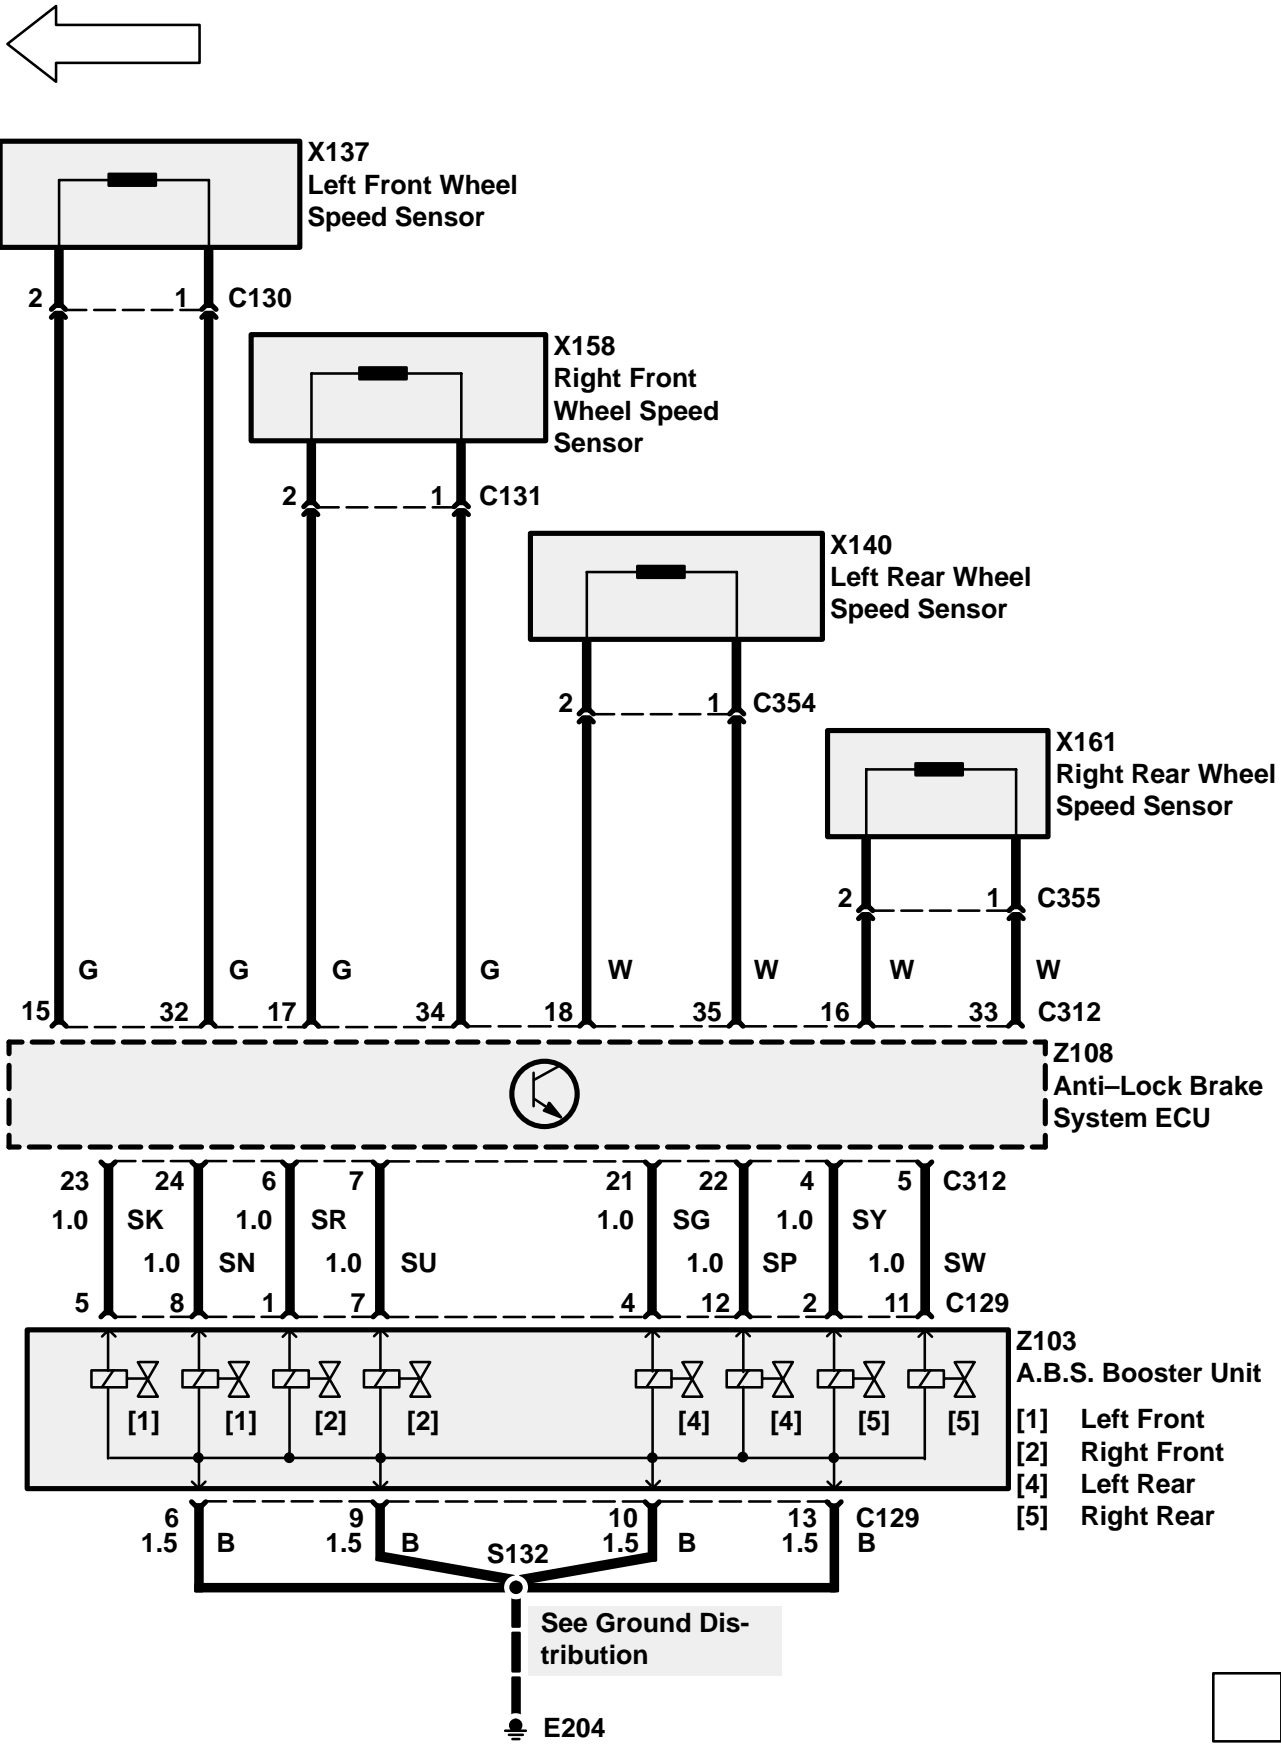 X137
Left Front Wheel
Speed Sensor
2 1 C130
X158
Right Front
Wheel Speed
Sensor
2 1 C131
X140
Left Rear Wheel
Speed Sensor
2 1 C354
X161
Right Rear Wheel
Speed Sensor
2 1 C355
G G G G W W W W
15 32 17 34 18 35 16 33 C312
Z108
Anti–Lock Brake
System ECU
23 24 6 7 21 22 4 5 C312
1.0 SK 1.0 SR 1.0 SG 1.0 SY
1.0 SN 1.0 SU 1.0 SP 1.0 SW
5 8 1 7 4 12 2 11 C129
Z103
A.B.S. Booster Unit
[1] [1] [2] [2] [4] [4] [5] [5]
[1] Left Front
[2] Right Front
[4] Left Rear
[5] Right Rear
6 9 10 13 C129
1.5 B 1.5 B 1.5 B 1.5 B
S132
See Ground Dis-
tribution
E204